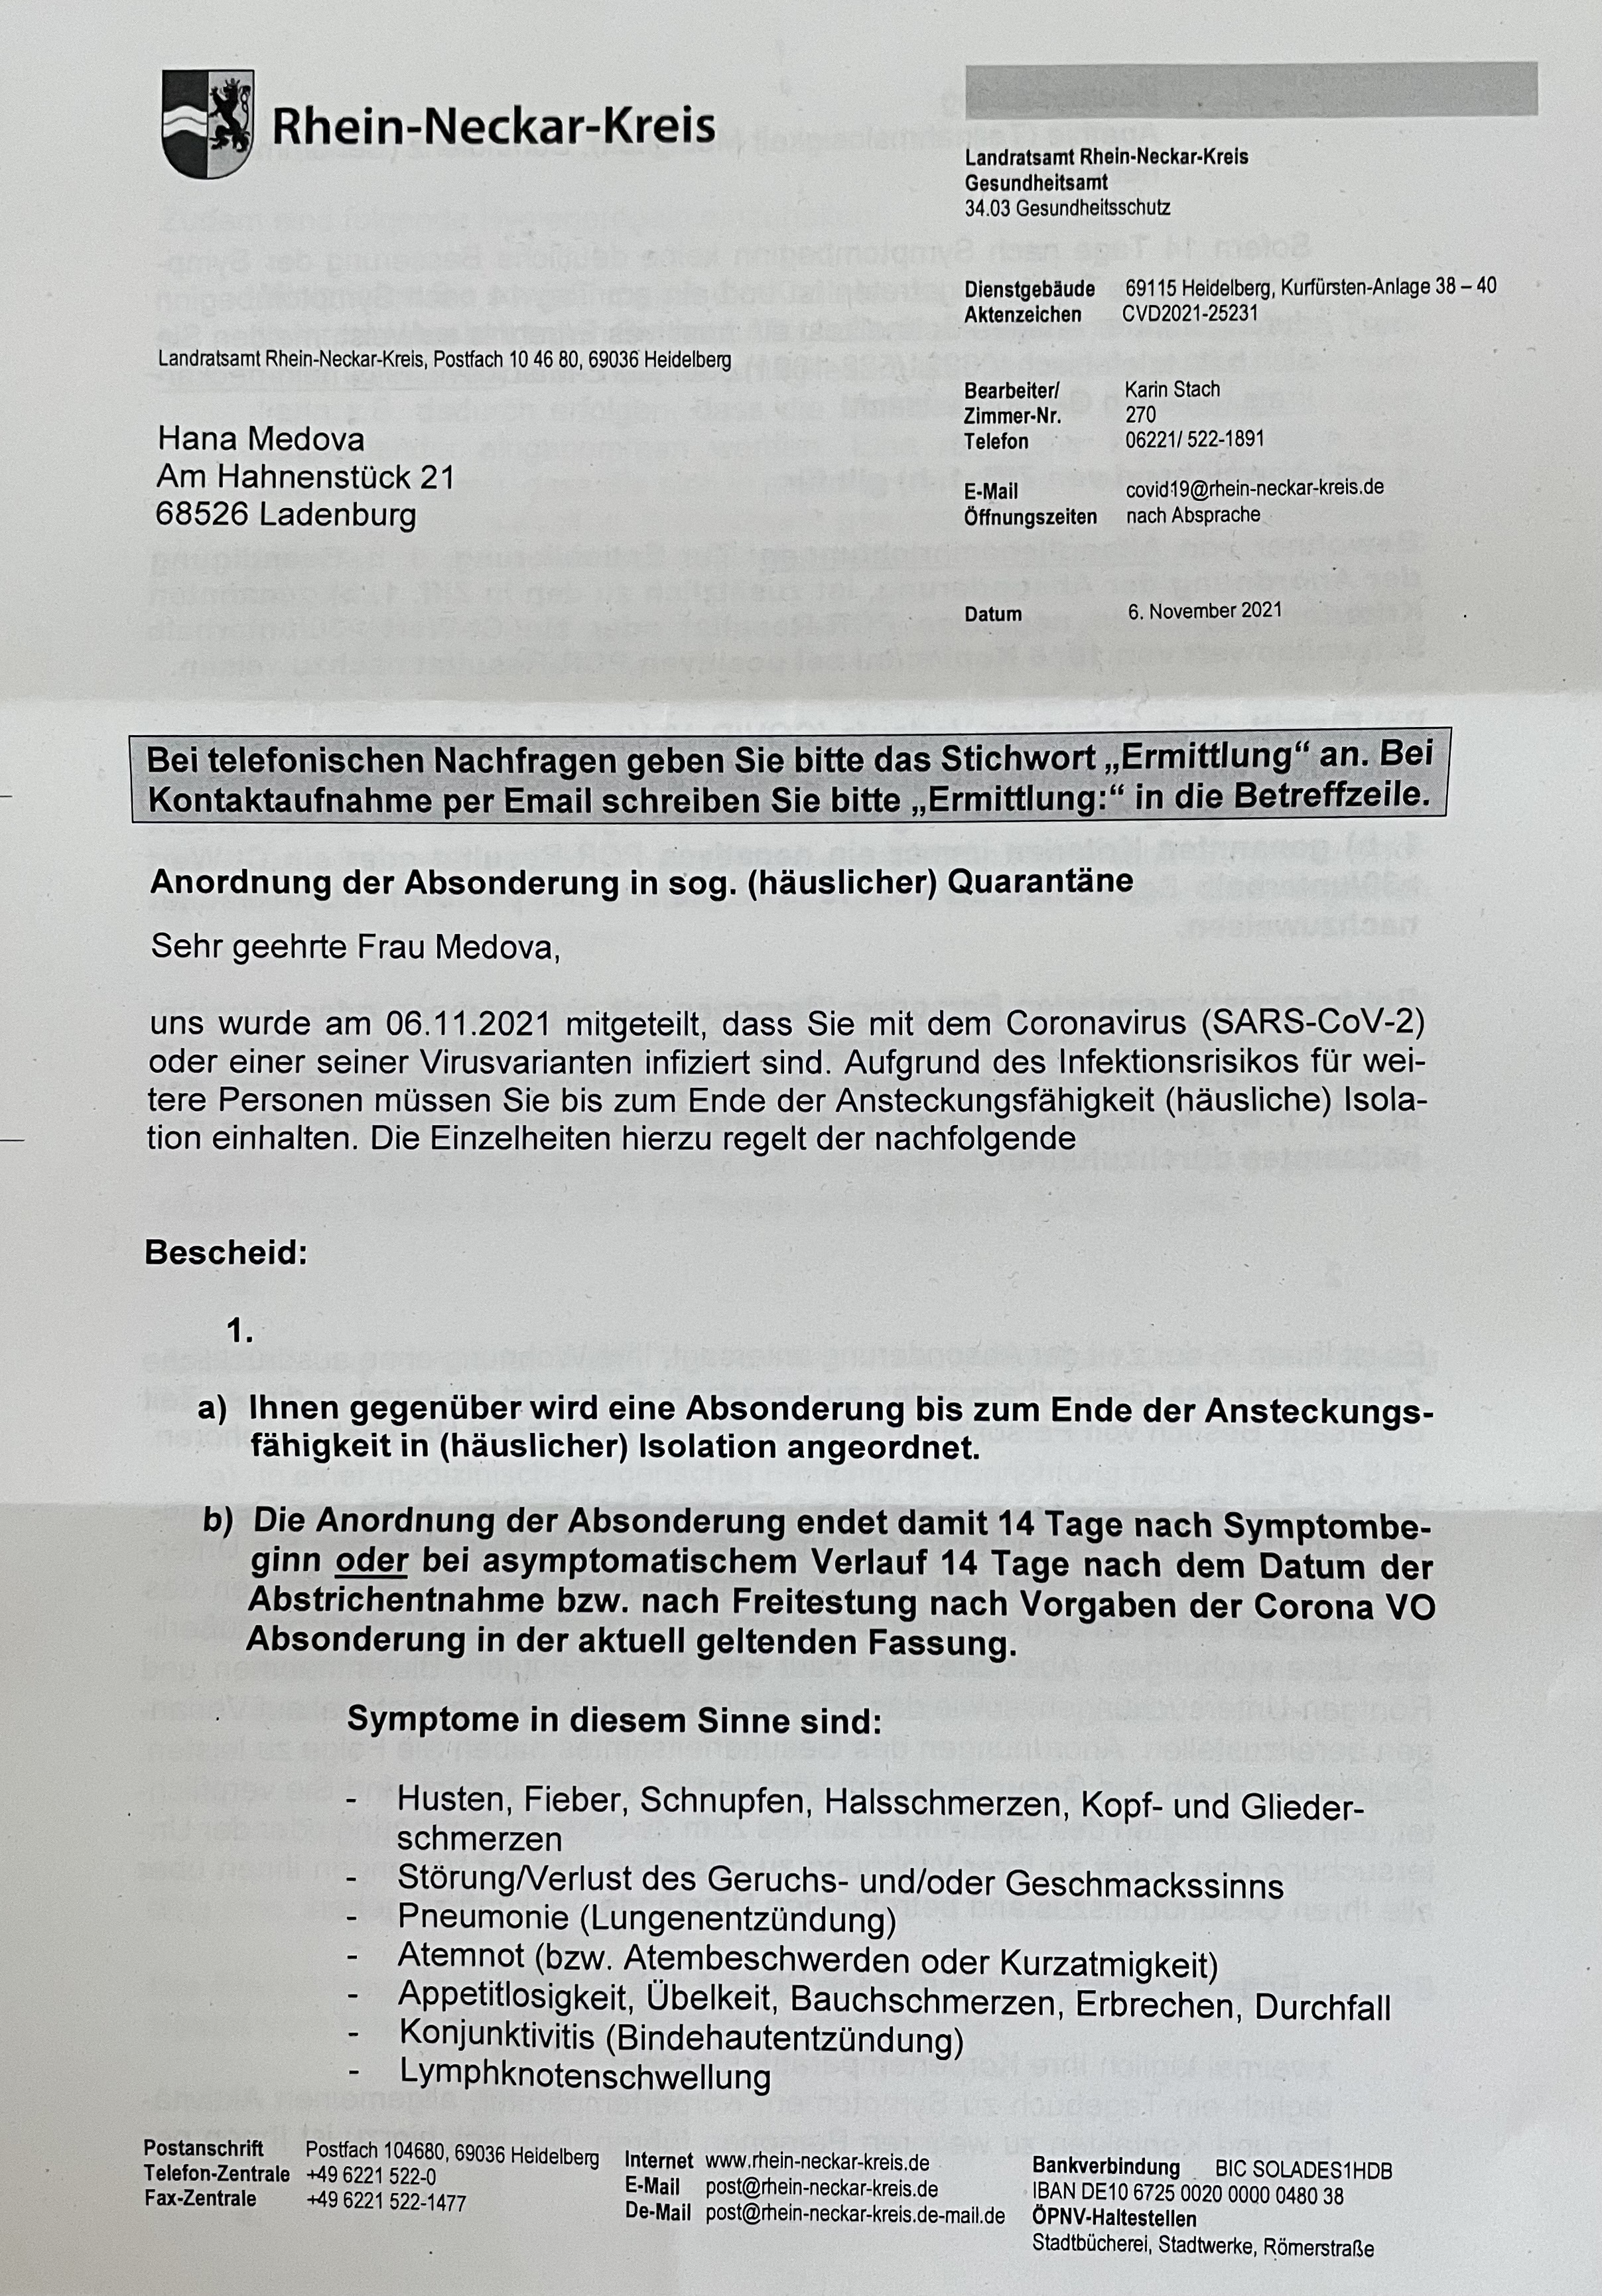 Rhein-Neckar-Kreis
Landratsamt Rhein-Neckar-Kreis
Gesundheitsamt
34.03 Gesundheitsschutz
Dienstgebäude 69115 Heidelberg, Kurfürsten-Anlage 38 – 40
Aktenzeichen CVD2021-25231
Landratsamt Rhein-Neckar-Kreis, Postfach 10 46 80, 69036 Heidelberg
Bearbeiter/ Karin Stach
Zimmer-Nr. 270
Telefon 06221/ 522-1891
Hana Medova
Am Hahnenstück 21
68526 Ladenburg
E-Mail covid19@rhein-neckar-kreis.de
Öffnungszeiten nach Absprache
Datum 6. November 2021
Bei telefonischen Nachfragen geben Sie bitte das Stichwort „Ermittlung“ an. Bei
Kontaktaufnahme per Email schreiben Sie bitte „Ermittlung:“ in die Betreffzeile.
Anordnung der Absonderung in sog. (häuslicher) Quarantäne
Sehr geehrte Frau Medova,
uns wurde am 06.11.2021 mitgeteilt, dass Sie mit dem Coronavirus (SARS-CoV-2)
oder einer seiner Virusvarianten infiziert sind. Aufgrund des Infektionsrisikos für wei-
tere Personen müssen Sie bis zum Ende der Ansteckungsfähigkeit (häusliche) Isola-
tion einhalten. Die Einzelheiten hierzu regelt der nachfolgende
Bescheid:
1.
a) Ihnen gegenüber wird eine Absonderung bis zum Ende der Ansteckungs-
fähigkeit in (häuslicher) Isolation angeordnet.
b) Die Anordnung der Absonderung endet damit 14 Tage nach Symptombe-
ginn oder bei asymptomatischem Verlauf 14 Tage nach dem Datum der
Abstrichentnahme bzw. nach Freitestung nach Vorgaben der Corona VO
Absonderung in der aktuell geltenden Fassung.
Symptome in diesem Sinne sind:
- Husten, Fieber, Schnupfen, Halsschmerzen, Kopf- und Glieder-
schmerzen
- Störung/Verlust des Geruchs- und/oder Geschmackssinns
- Pneumonie (Lungenentzündung)
- Atemnot (bzw. Atembeschwerden oder Kurzatmigkeit)
- Appetitlosigkeit, Übelkeit, Bauchschmerzen, Erbrechen, Durchfall
- Konjunktivitis (Bindehautentzündung)
- Lymphknotenschwellung
Postanschrift Postfach 104680, 69036 Heidelberg
Telefon-Zentrale +49 6221 522-0
Fax-Zentrale +49 6221 522-1477
Internet www.rhein-neckar-kreis.de
E-Mail post@rhein-neckar-kreis.de
De-Mail post@rhein-neckar-kreis.de-mail.de
Bankverbindung BIC SOLADES1HDB
IBAN DE10 6725 0020 0000 0480 38
ÖPNV-Haltestellen
Stadtbücherei, Stadtwerke, Römerstraße